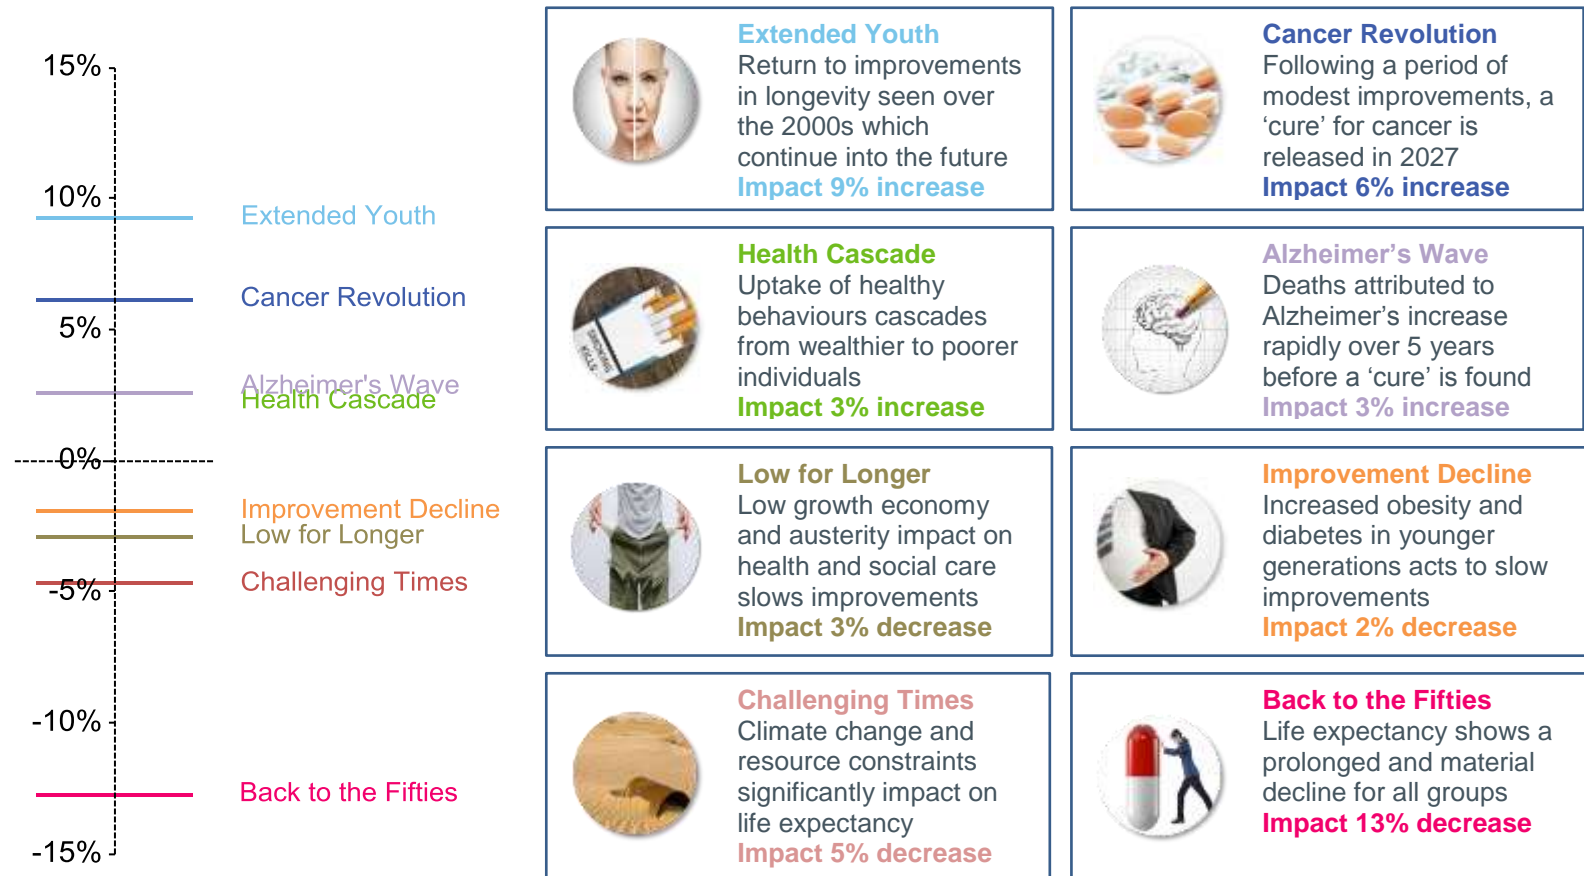 15%
10%
5%
0%
-5%
-10%
-15%
Extended Youth
Cancer Revolution
Alzheimer's Wave
Health Cascade
Improvement Decline
Low for Longer
Challenging Times
Back to the Fifties
Extended Youth
Return to improvements
in longevity seen over
the 2000s which
continue into the future
Impact 9% increase
Cancer Revolution
Following a period of
modest improvements, a
‘cure’ for cancer is
released in 2027
Impact 6% increase
Health Cascade
Uptake of healthy
behaviours cascades
from wealthier to poorer
individuals
Impact 3% increase
Alzheimer’s Wave
Deaths attributed to
Alzheimer’s increase
rapidly over 5 years
before a ‘cure’ is found
Impact 3% increase
Low for Longer
Low growth economy
and austerity impact on
health and social care
slows improvements
Impact 3% decrease
Improvement Decline
Increased obesity and
diabetes in younger
generations acts to slow
improvements
Impact 2% decrease
Challenging Times
Climate change and
resource constraints
significantly impact on
life expectancy
Impact 5% decrease
Back to the Fifties
Life expectancy shows a
prolonged and material
decline for all groups
Impact 13% decrease